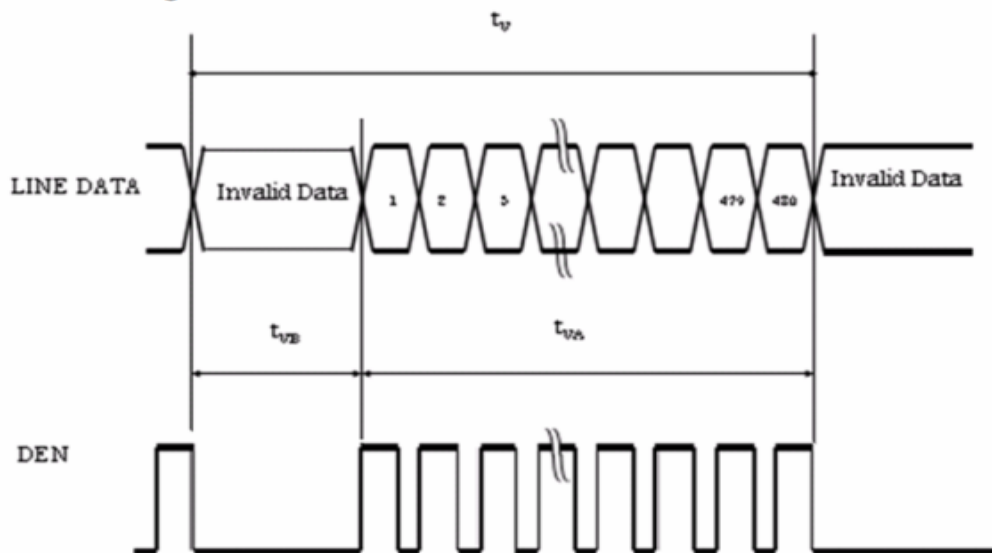 tV
LINE DATA
Invalid Data
1
2
3
479
480
Invalid Data
tVB
tVA
DEN